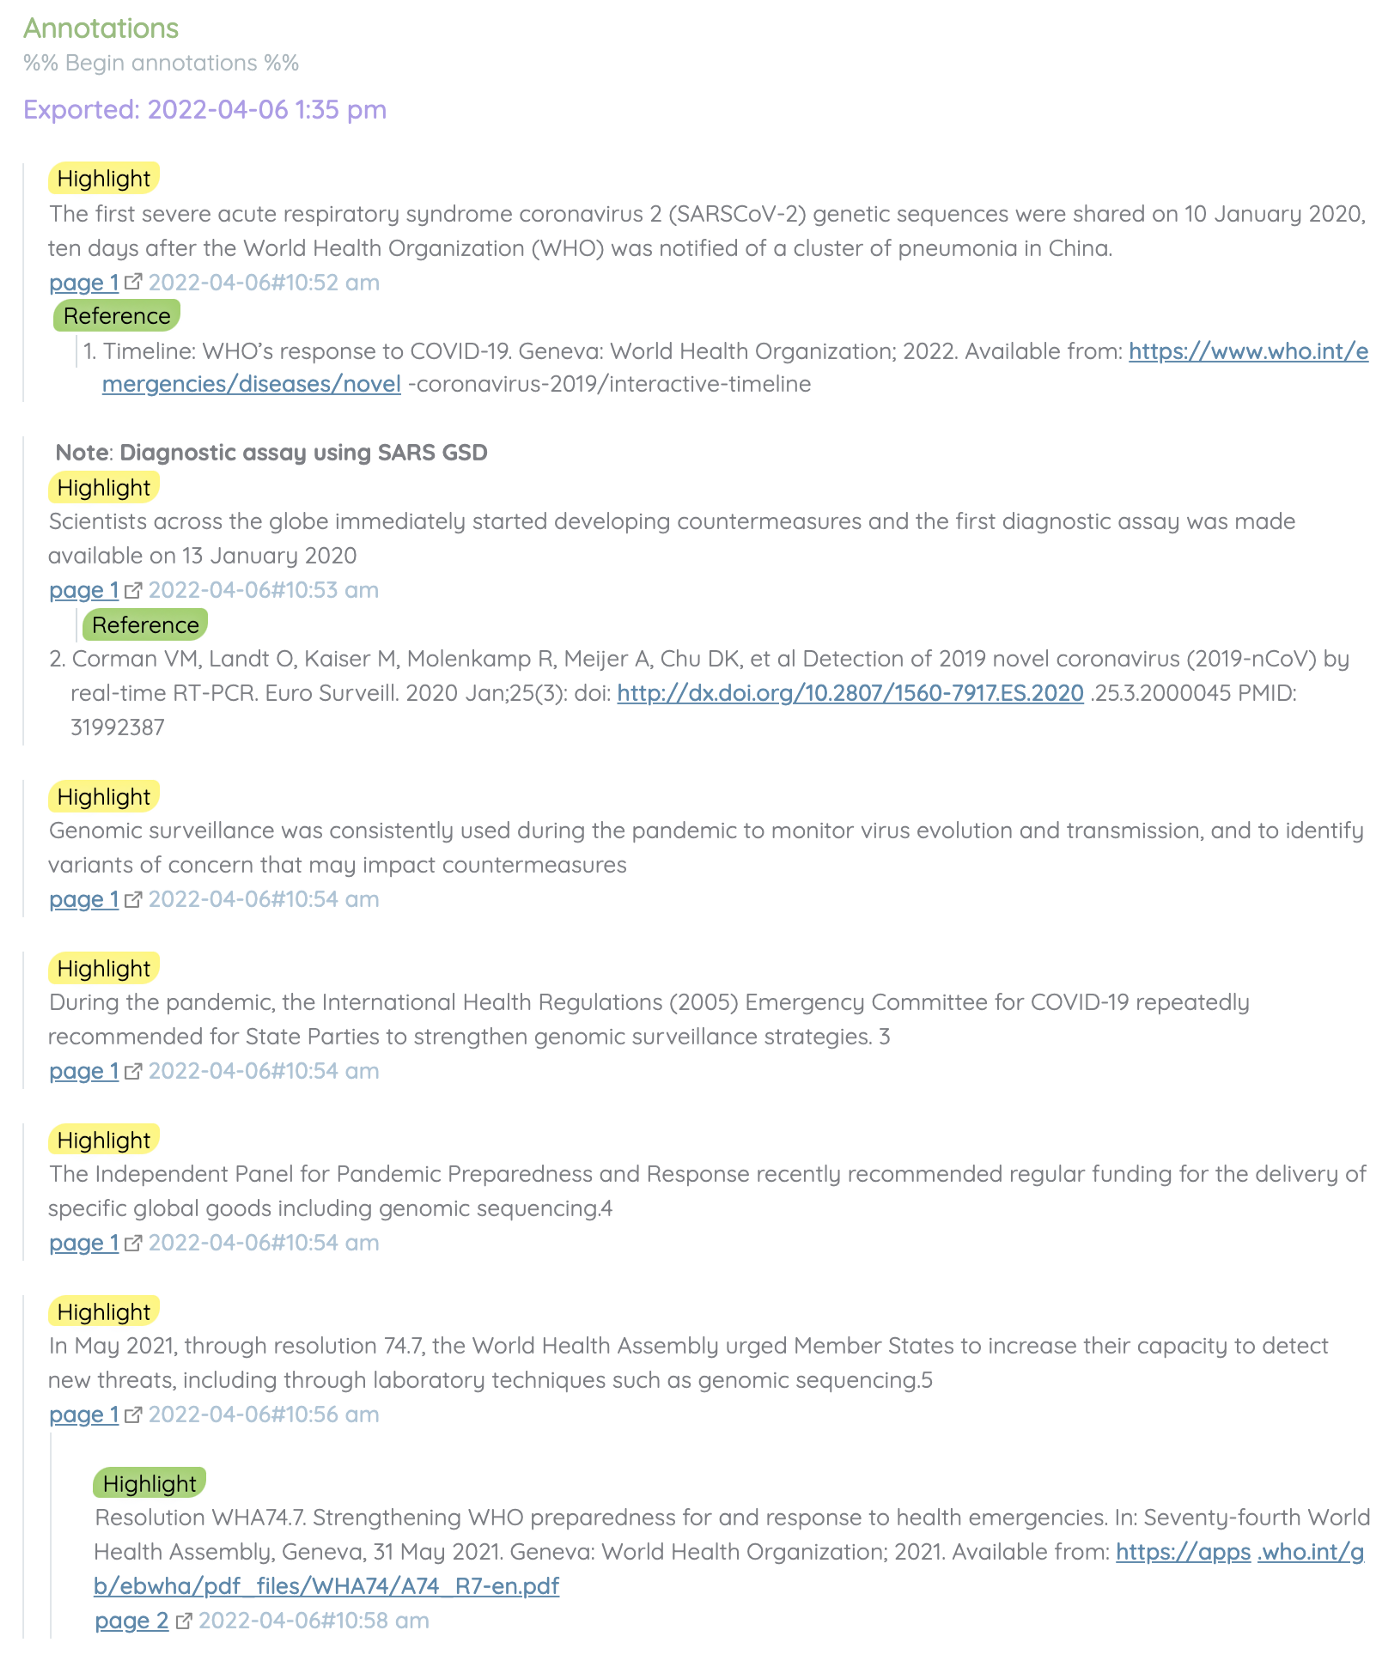 Annotations
%% Begin annotations %%
Exported: 2022-04-06 1:35 pm
Highlight
The first severe acute respiratory syndrome coronavirus 2 (SARSCoV-2) genetic sequences were shared on 10 January 2020,
ten days after the World Health Organization (WHO) was notified of a cluster of pneumonia in China.
page 1 2022-04-06#10:52 am
Reference
1. Timeline: WHO’s response to COVID-19. Geneva: World Health Organization; 2022. Available from: https://www.who.int/e
mergencies/diseases/novel -coronavirus-2019/interactive-timeline
Note: Diagnostic assay using SARS GSD
Highlight
Scientists across the globe immediately started developing countermeasures and the first diagnostic assay was made
available on 13 January 2020
page 1 2022-04-06#10:53 am
Reference
2. Corman VM, Landt O, Kaiser M, Molenkamp R, Meijer A, Chu DK, et al Detection of 2019 novel coronavirus (2019-nCoV) by
real-time RT-PCR. Euro Surveill. 2020 Jan;25(3): doi: http://dx.doi.org/10.2807/1560-7917.ES.2020 .25.3.2000045 PMID:
31992387
Highlight
Genomic surveillance was consistently used during the pandemic to monitor virus evolution and transmission, and to identify
variants of concern that may impact countermeasures
page 1 2022-04-06#10:54 am
Highlight
During the pandemic, the International Health Regulations (2005) Emergency Committee for COVID-19 repeatedly
recommended for State Parties to strengthen genomic surveillance strategies. 3
page 1 2022-04-06#10:54 am
Highlight
The Independent Panel for Pandemic Preparedness and Response recently recommended regular funding for the delivery of
specific global goods including genomic sequencing.4
page 1 2022-04-06#10:54 am
Highlight
In May 2021, through resolution 74.7, the World Health Assembly urged Member States to increase their capacity to detect
new threats, including through laboratory techniques such as genomic sequencing.5
page 1 2022-04-06#10:56 am
Highlight
Resolution WHA74.7. Strengthening WHO preparedness for and response to health emergencies. In: Seventy-fourth World
Health Assembly, Geneva, 31 May 2021. Geneva: World Health Organization; 2021. Available from: https://apps .who.int/g
b/ebwha/pdf_files/WHA74/A74_R7-en.pdf
page 2 2022-04-06#10:58 am